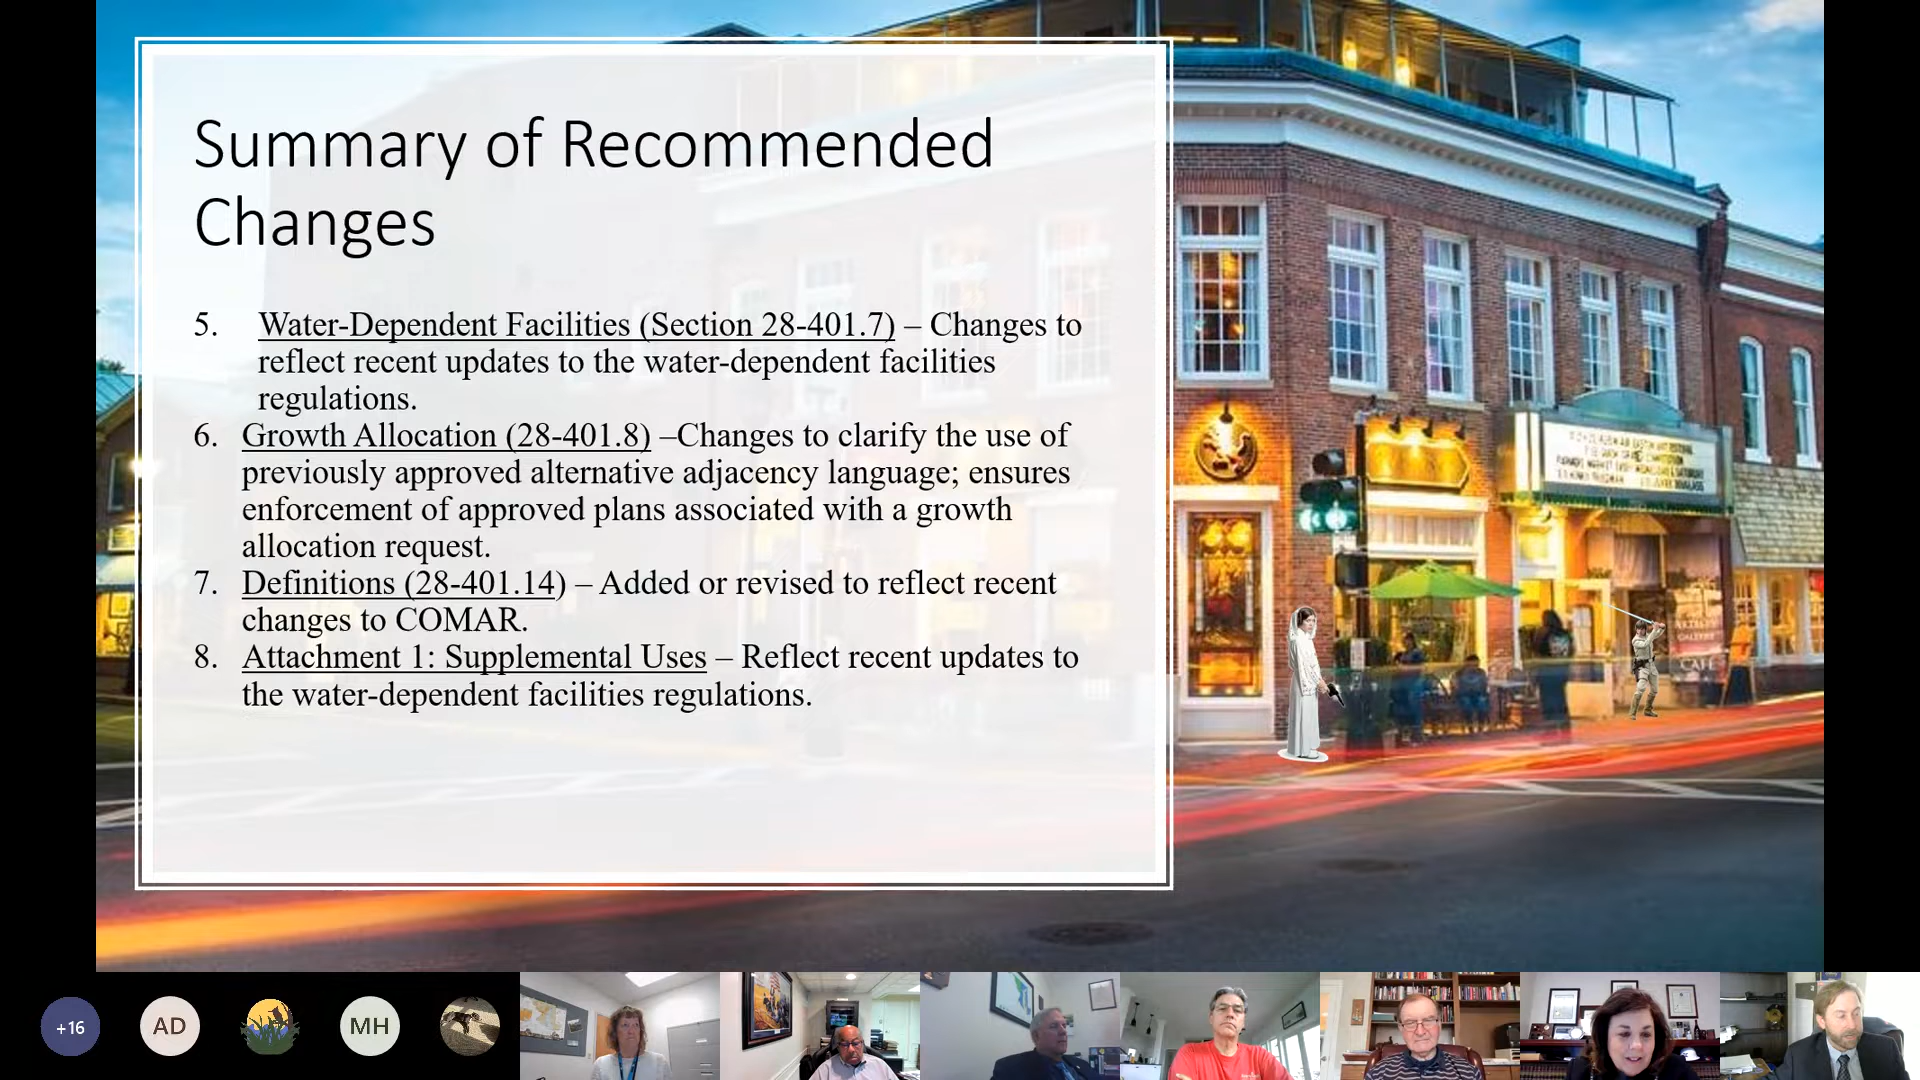 Summary of Recommended
Changes
5. Water-Dependent Facilities (Section 28-401.7) – Changes to
reflect recent updates to the water-dependent facilities
regulations.
6. Growth Allocation (28-401.8) –Changes to clarify the use of
previously approved alternative adjacency language; ensures
enforcement of approved plans associated with a growth
allocation request.
7. Definitions (28-401.14) – Added or revised to reflect recent
changes to COMAR.
8. Attachment 1: Supplemental Uses – Reflect recent updates to
the water-dependent facilities regulations.
GALLERY
CAFE
+16
AD
MH